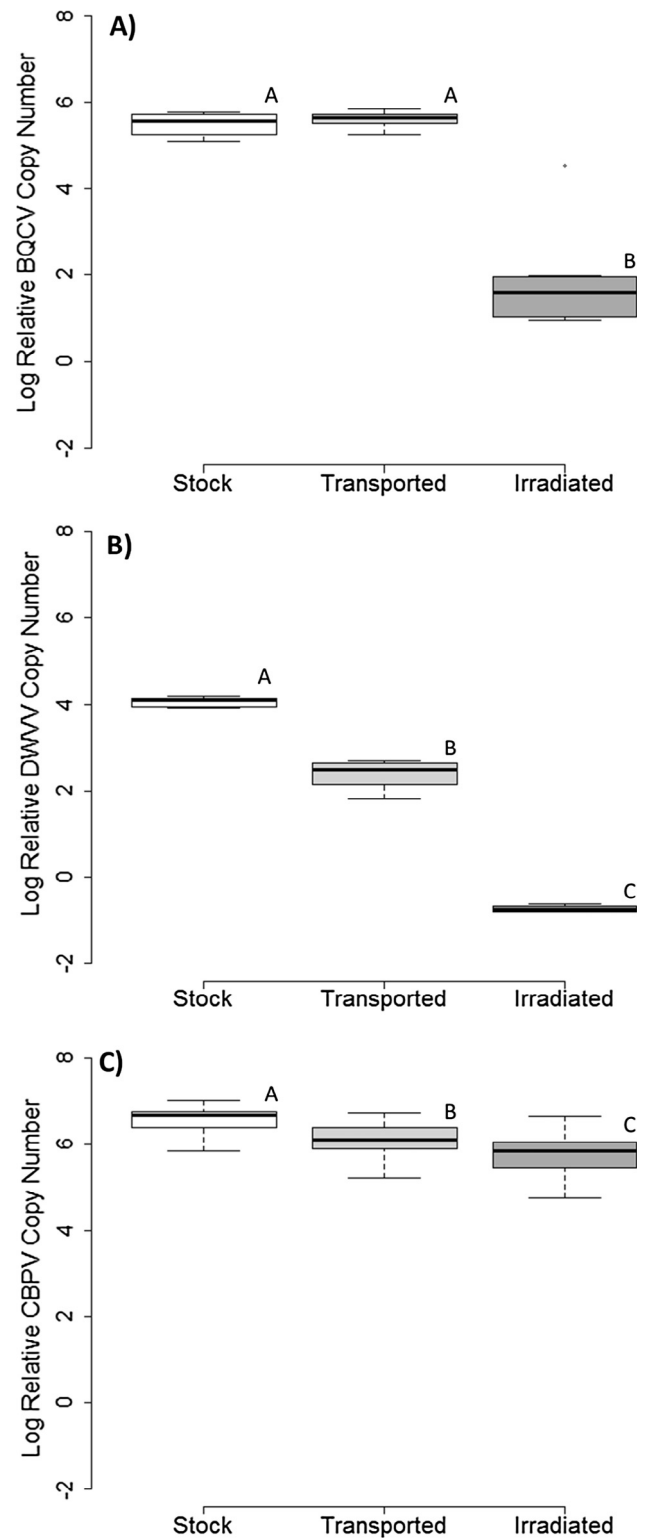 A)
Log Relative BQCV Copy Number
8
6
4
2
0
-2
A
A
B
Stock Transported Irradiated
B)
Log Relative DWVV Copy Number
8
6
4
2
0
-2
A
B
C
Stock Transported Irradiated
C)
Log Relative CBPV Copy Number
8
6
4
2
0
-2
A
B
C
Stock Transported Irradiated